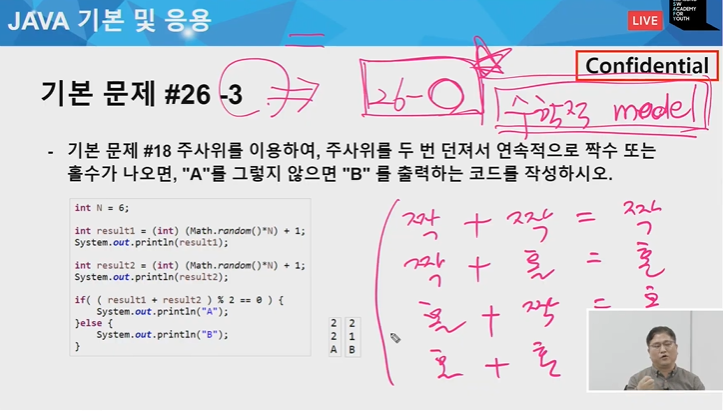 JAVA 기본 및 응용
LIVE
SW
ACADEMY
FOR
YOUTH
Confidential
기본 문제 #26 -3
26-0
수학적 model
- 기본 문제 #18 주사위를 이용하여, 주사위를 두 번 던져서 연속적으로 짝수 또는
홀수가 나오면, "A"를 그렇지 않으면 "B" 를 출력하는 코드를 작성하시오.
int N = 6;
int result1 = (int) (Math.random()*N) + 1;
System.out.println(result1);
int result2 = (int) (Math.random()*N) + 1;
System.out.println(result2);
if( ( result1 + result2 ) % 2 == 0 ) {
System.out.println("A");
}else {
System.out.println("B");
}
2 2
2 1
A B
짝 + 짝 = 짝
짝 + 홀 = 홀
홀 + 짝 = 홀
홀 + 홀